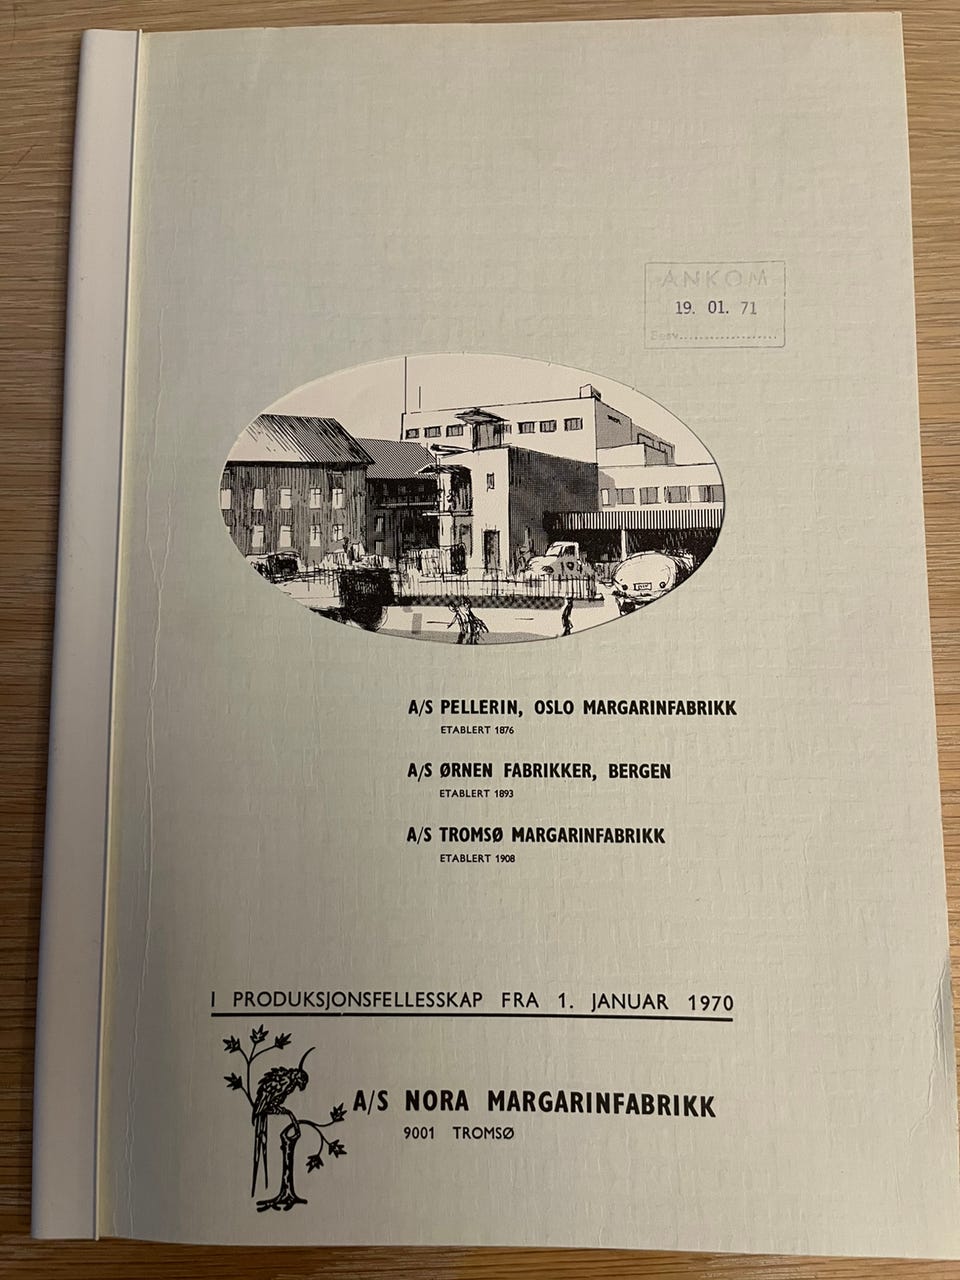 ANKOM
19. 01. 71
A/S PELLERIN, OSLO MARGARINFABRIKK
ETABLERT 1876
A/S ØRNEN FABRIKKER, BERGEN
ETABLERT 1893
A/S TROMSØ MARGARINFABRIKK
ETABLERT 1908
I PRODUKSJONSFELLESSKAP FRA 1. JANUAR 1970
A/S NORA MARGARINFABRIKK
9001 TROMSØ